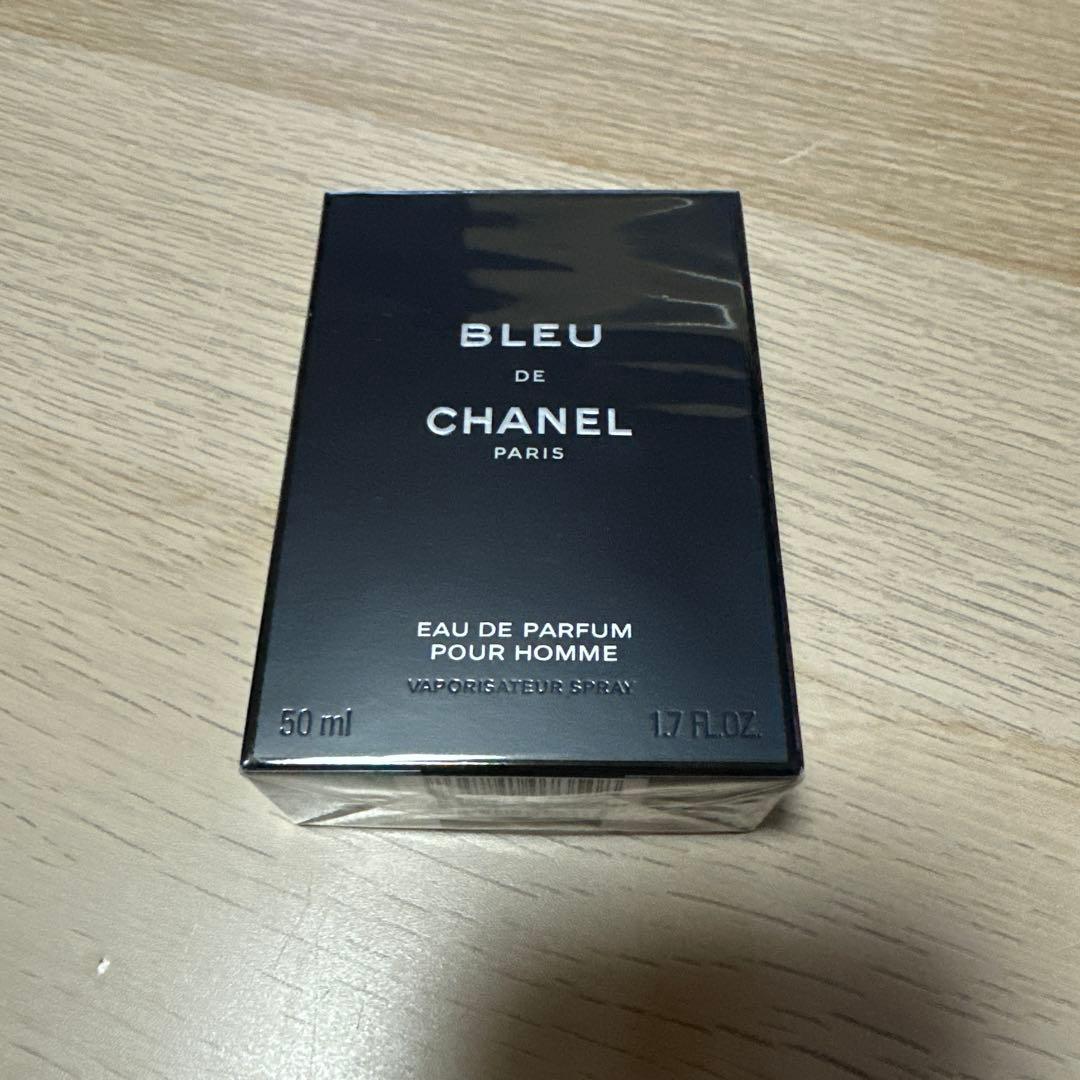 BLEU
DE
CHANEL
PARIS
EAU DE PARFUM
POUR HOMME
VAPORISATEUR SPRAY
50 ml 1.7 FL.OZ.